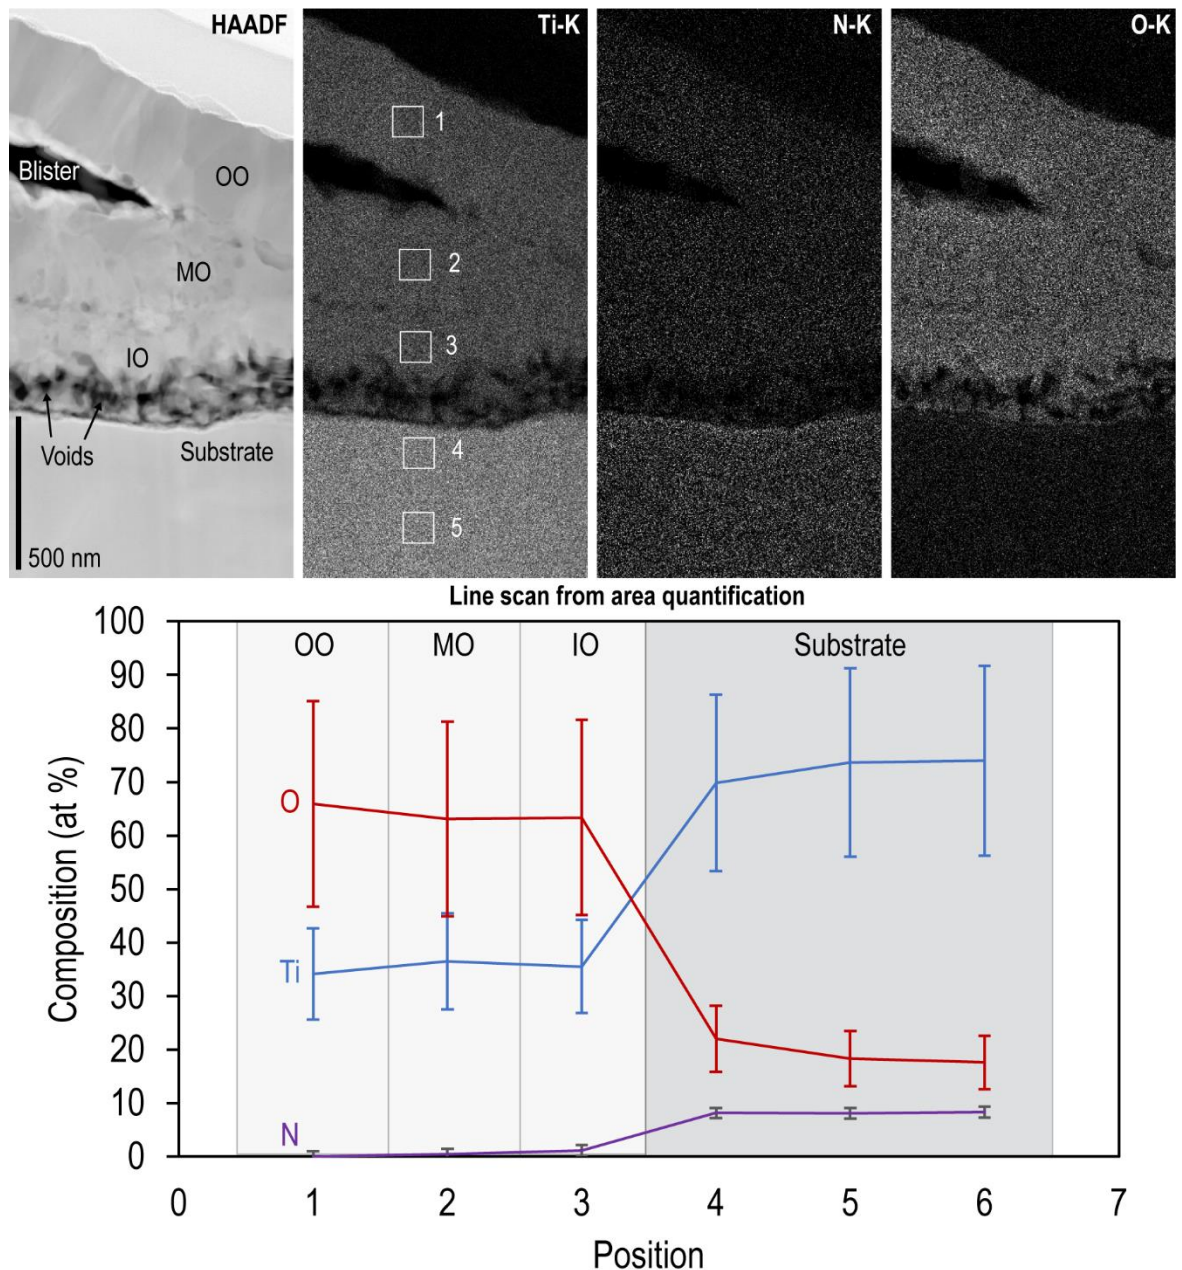 HAADF
Ti-K
N-K
O-K
1
Blister
OO
2
MO
3
IO
Voids
Substrate
4
5
500 nm
Line scan from area quantification
100
90
80
70
60
50
40
30
20
10
0
Composition (at %)
OO
MO
IO
Substrate
O
Ti
N
0 1 2 3 4 5 6 7
Position